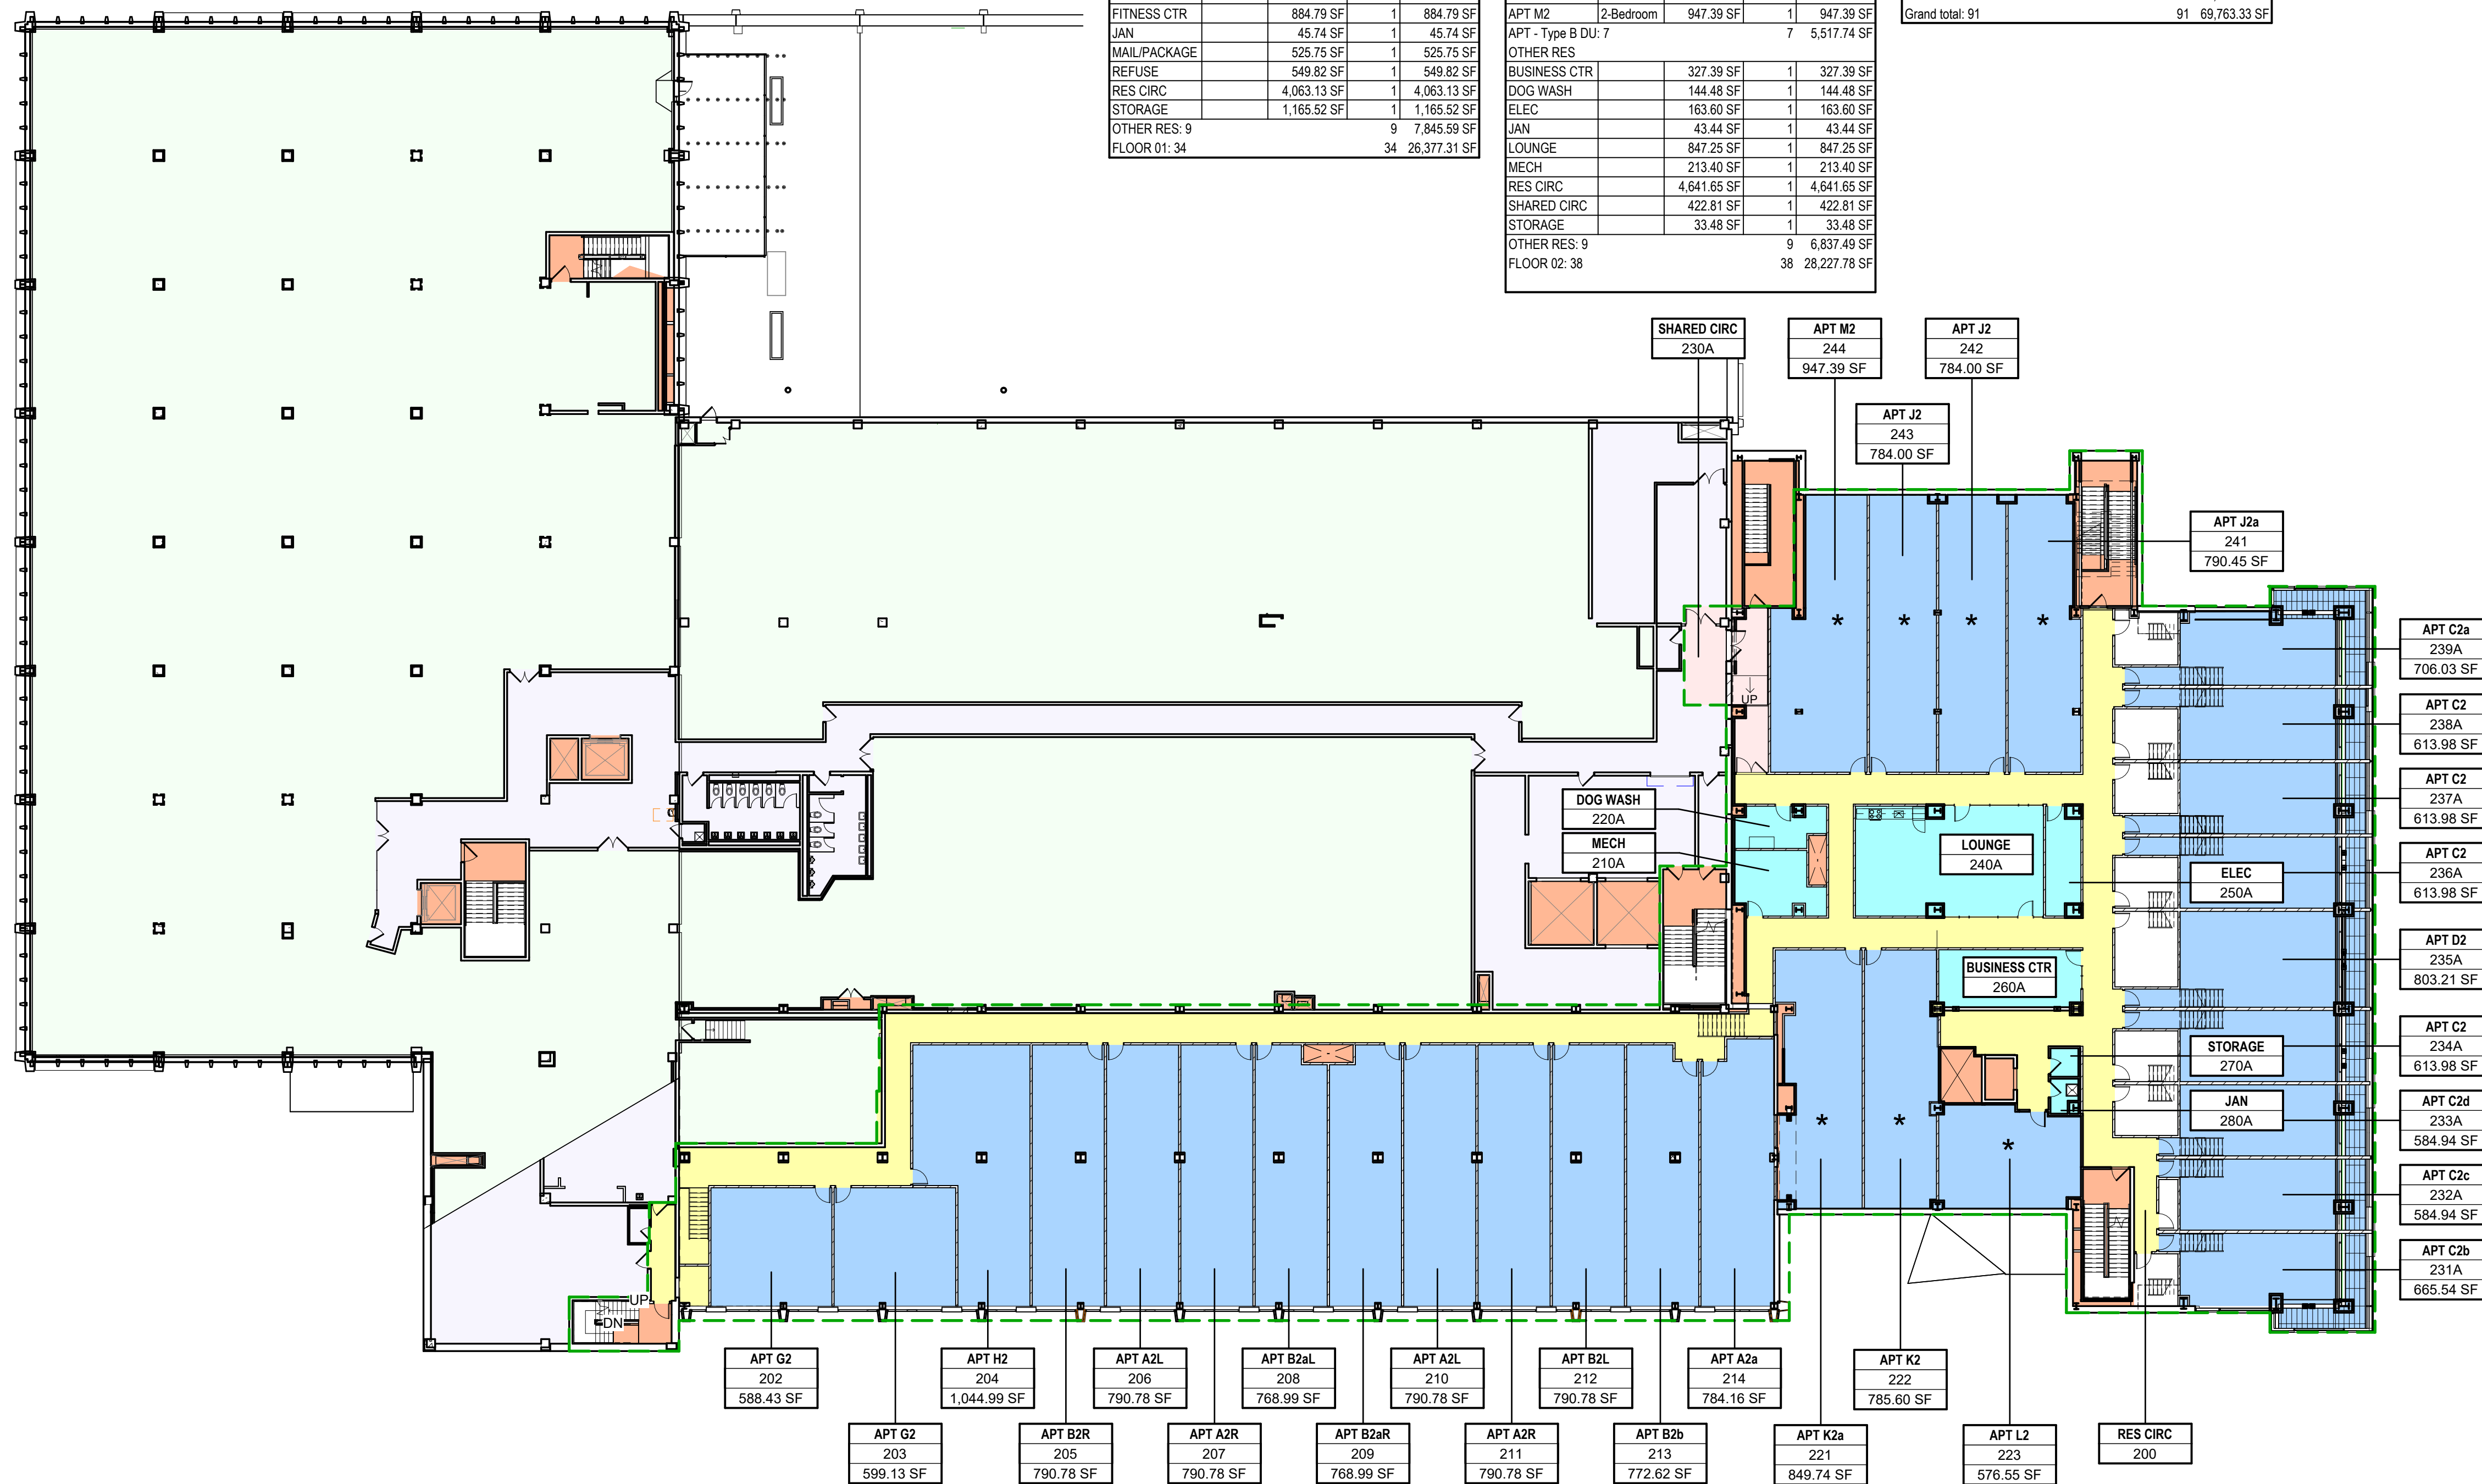 FITNESS CTR 884.79 SF 1 884.79 SF
JAN 45.74 SF 1 45.74 SF
MAIL/PACKAGE 525.75 SF 1 525.75 SF
REFUSE 549.82 SF 1 549.82 SF
RES CIRC 4,063.13 SF 1 4,063.13 SF
STORAGE 1,165.52 SF 1 1,165.52 SF
OTHER RES: 9 9 7,845.59 SF
FLOOR 01: 34 34 26,377.31 SF
APT M2 2-Bedroom 947.39 SF 1 947.39 SF
APT - Type B DU: 7 7 5,517.74 SF
OTHER RES
BUSINESS CTR 327.39 SF 1 327.39 SF
DOG WASH 144.48 SF 1 144.48 SF
ELEC 163.60 SF 1 163.60 SF
JAN 43.44 SF 1 43.44 SF
LOUNGE 847.25 SF 1 847.25 SF
MECH 213.40 SF 1 213.40 SF
RES CIRC 4,641.65 SF 1 4,641.65 SF
SHARED CIRC 422.81 SF 1 422.81 SF
STORAGE 33.48 SF 1 33.48 SF
OTHER RES: 9 9 6,837.49 SF
FLOOR 02: 38 38 28,227.78 SF
Grand total: 91 91 69,763.33 SF
SHARED CIRC
230A
APT M2
244
947.39 SF
APT J2
242
784.00 SF
APT J2
243
784.00 SF
APT J2a
241
790.45 SF
*
*
*
*
APT C2a
239A
706.03 SF
UP
APT C2
238A
613.98 SF
APT C2
237A
613.98 SF
DOG WASH
220A
MECH
210A
LOUNGE
240A
ELEC
250A
APT C2
236A
613.98 SF
BUSINESS CTR
260A
APT D2
235A
803.21 SF
STORAGE
270A
APT C2
234A
613.98 SF
JAN
280A
APT C2d
233A
584.94 SF
*
*
*
APT C2c
232A
584.94 SF
APT C2b
231A
665.54 SF
UP
DN
APT G2
202
588.43 SF
APT H2
204
1,044.99 SF
APT A2L
206
790.78 SF
APT B2aL
208
768.99 SF
APT A2L
210
790.78 SF
APT B2L
212
790.78 SF
APT A2a
214
784.16 SF
APT K2
222
785.60 SF
APT G2
203
599.13 SF
APT B2R
205
790.78 SF
APT A2R
207
790.78 SF
APT B2aR
209
768.99 SF
APT A2R
211
790.78 SF
APT B2b
213
772.62 SF
APT K2a
221
849.74 SF
APT L2
223
576.55 SF
RES CIRC
200